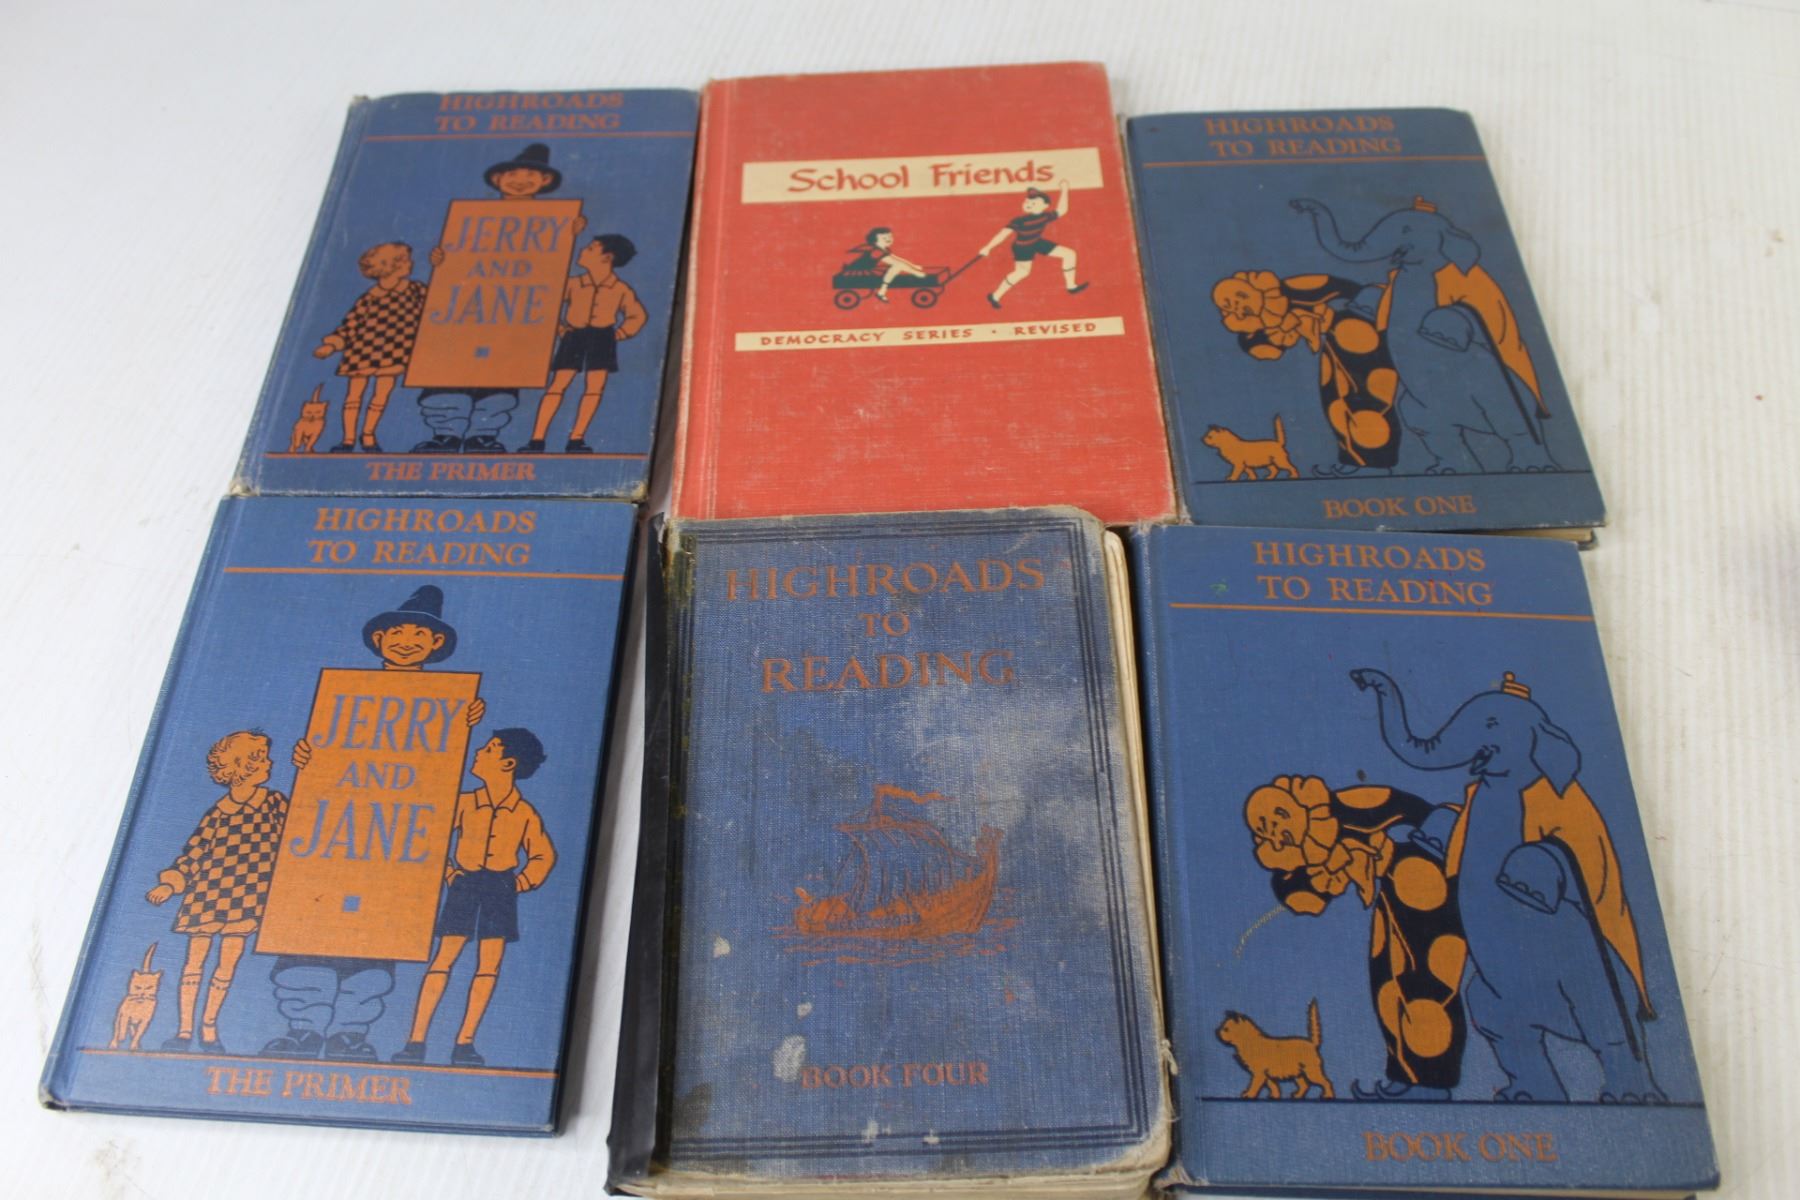 HIGHROADS
TO READING
JERRY
AND
JANE
THE PRIMER
School Friends
DEMOCRACY SERIES · REVISED
HIGHROADS
TO READING
BOOK ONE
HIGHROADS
TO READING
JERRY
AND
JANE
THE PRIMER
HIGHROADS
TO
READING
BOOK FOUR
HIGHROADS
TO READING
BOOK ONE